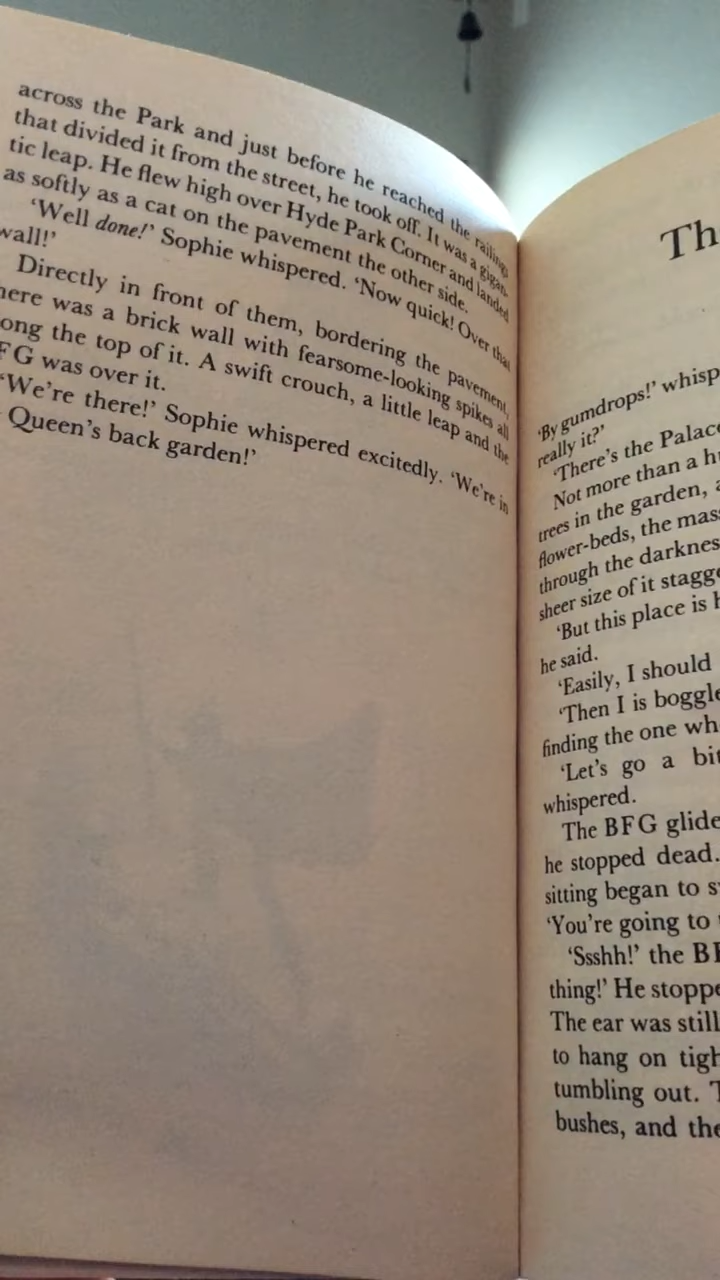 across the Park and just before he reached the railings
that divided it from the street, he took off. It was a gigan-
tic leap. He flew high over Hyde Park Corner and landed
as softly as a cat on the pavement the other side.
‘Well done!’ Sophie whispered. ‘Now quick! Over that
wall!’
Directly in front of them, bordering the pavement,
here was a brick wall with fearsome-looking spikes all
ong the top of it. A swift crouch, a little leap and the
FG was over it.
‘We’re there!’ Sophie whispered excitedly. ‘We’re in
Queen’s back garden!’
Th
‘By gumdrops!’ whisp
really it?’
‘There’s the Palac
Not more than a h
trees in the garden, a
flower-beds, the mas
through the darknes
sheer size of it stagg
‘But this place is h
he said.
‘Easily, I should
‘Then I is boggle
finding the one wh
‘Let’s go a bi
whispered.
The BFG glide
he stopped dead.
sitting began to s
‘You’re going to
‘Ssshh!’ the B
thing!’ He stoppe
The ear was still
to hang on tigh
tumbling out. T
bushes, and the